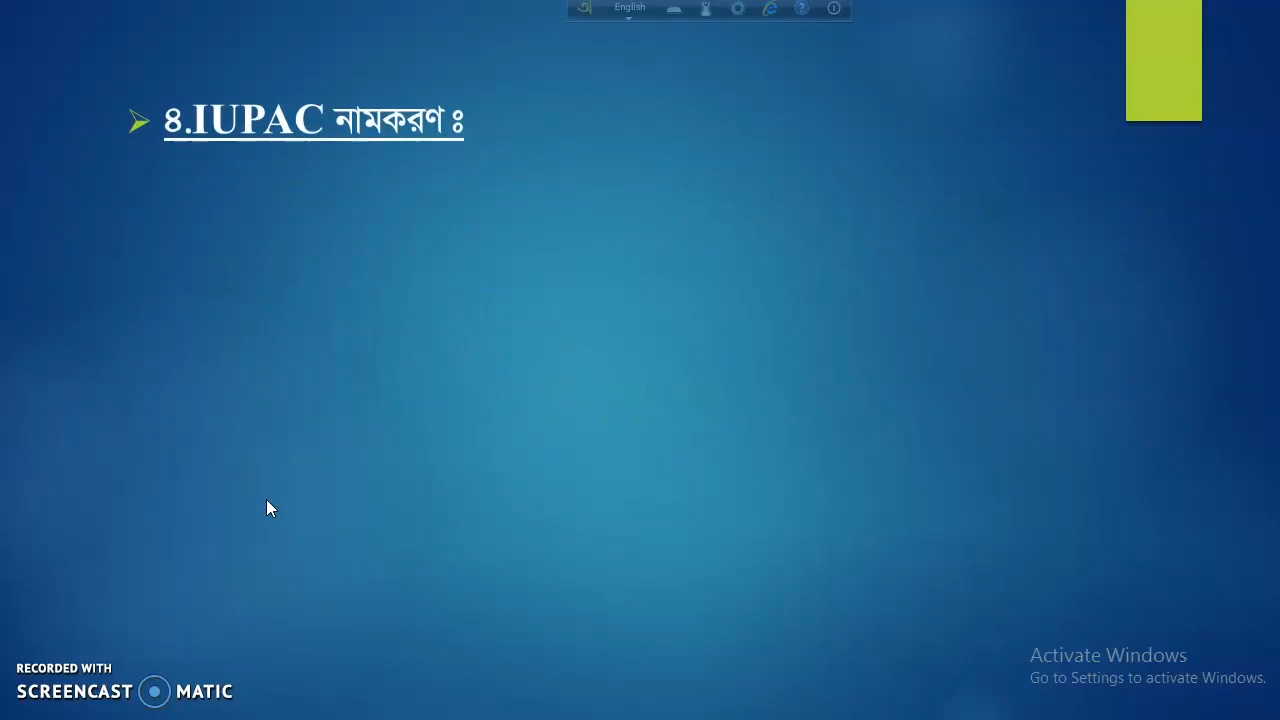 English
৪.IUPAC নামকরণ ঃ
Activate Windows
Go to Settings to activate Windows.
RECORDED WITH
SCREENCAST MATIC